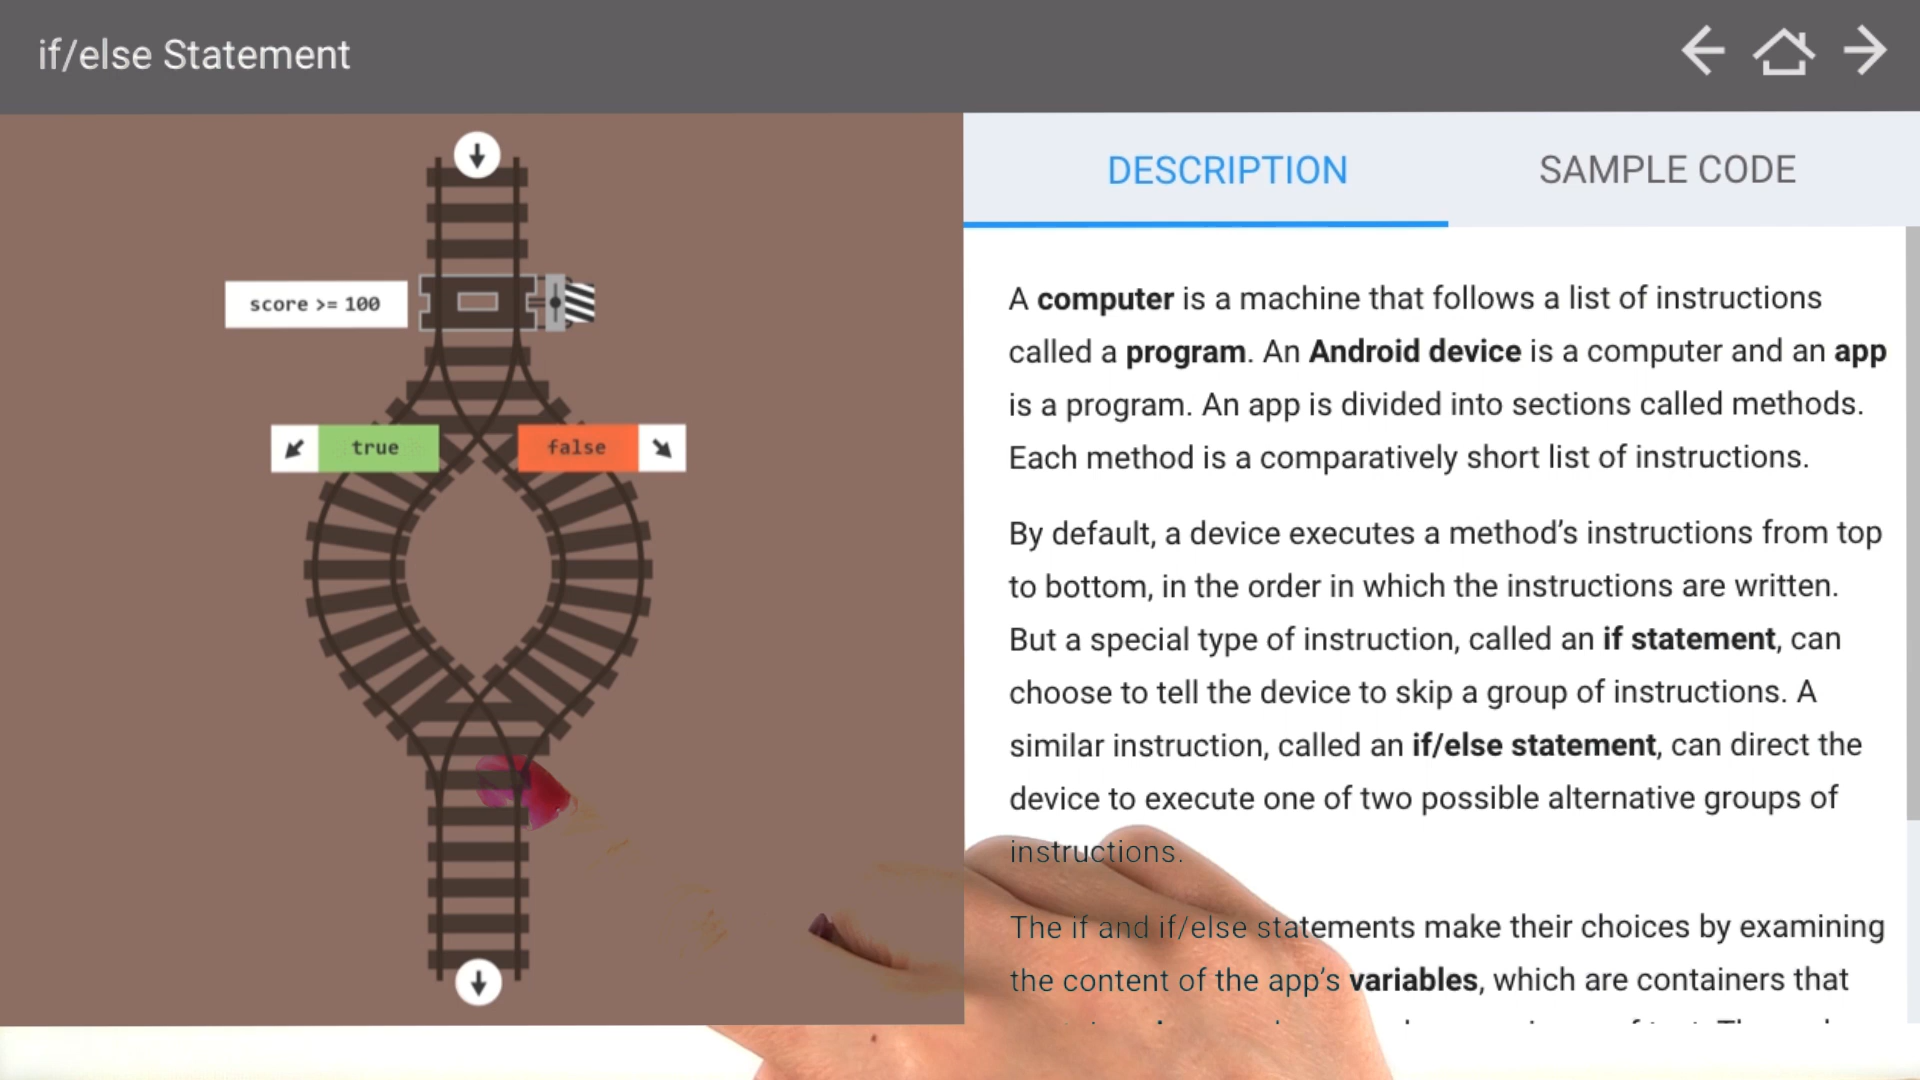 if/else Statement
score >= 100
true
false
DESCRIPTION
SAMPLE CODE
A computer is a machine that follows a list of instructions
called a program. An Android device is a computer and an app
is a program. An app is divided into sections called methods.
Each method is a comparatively short list of instructions.
By default, a device executes a method’s instructions from top
to bottom, in the order in which the instructions are written.
But a special type of instruction, called an if statement, can
choose to tell the device to skip a group of instructions. A
similar instruction, called an if/else statement, can direct the
device to execute one of two possible alternative groups of
instructions.
The if and if/else statements make their choices by examining
the content of the app’s variables, which are containers that